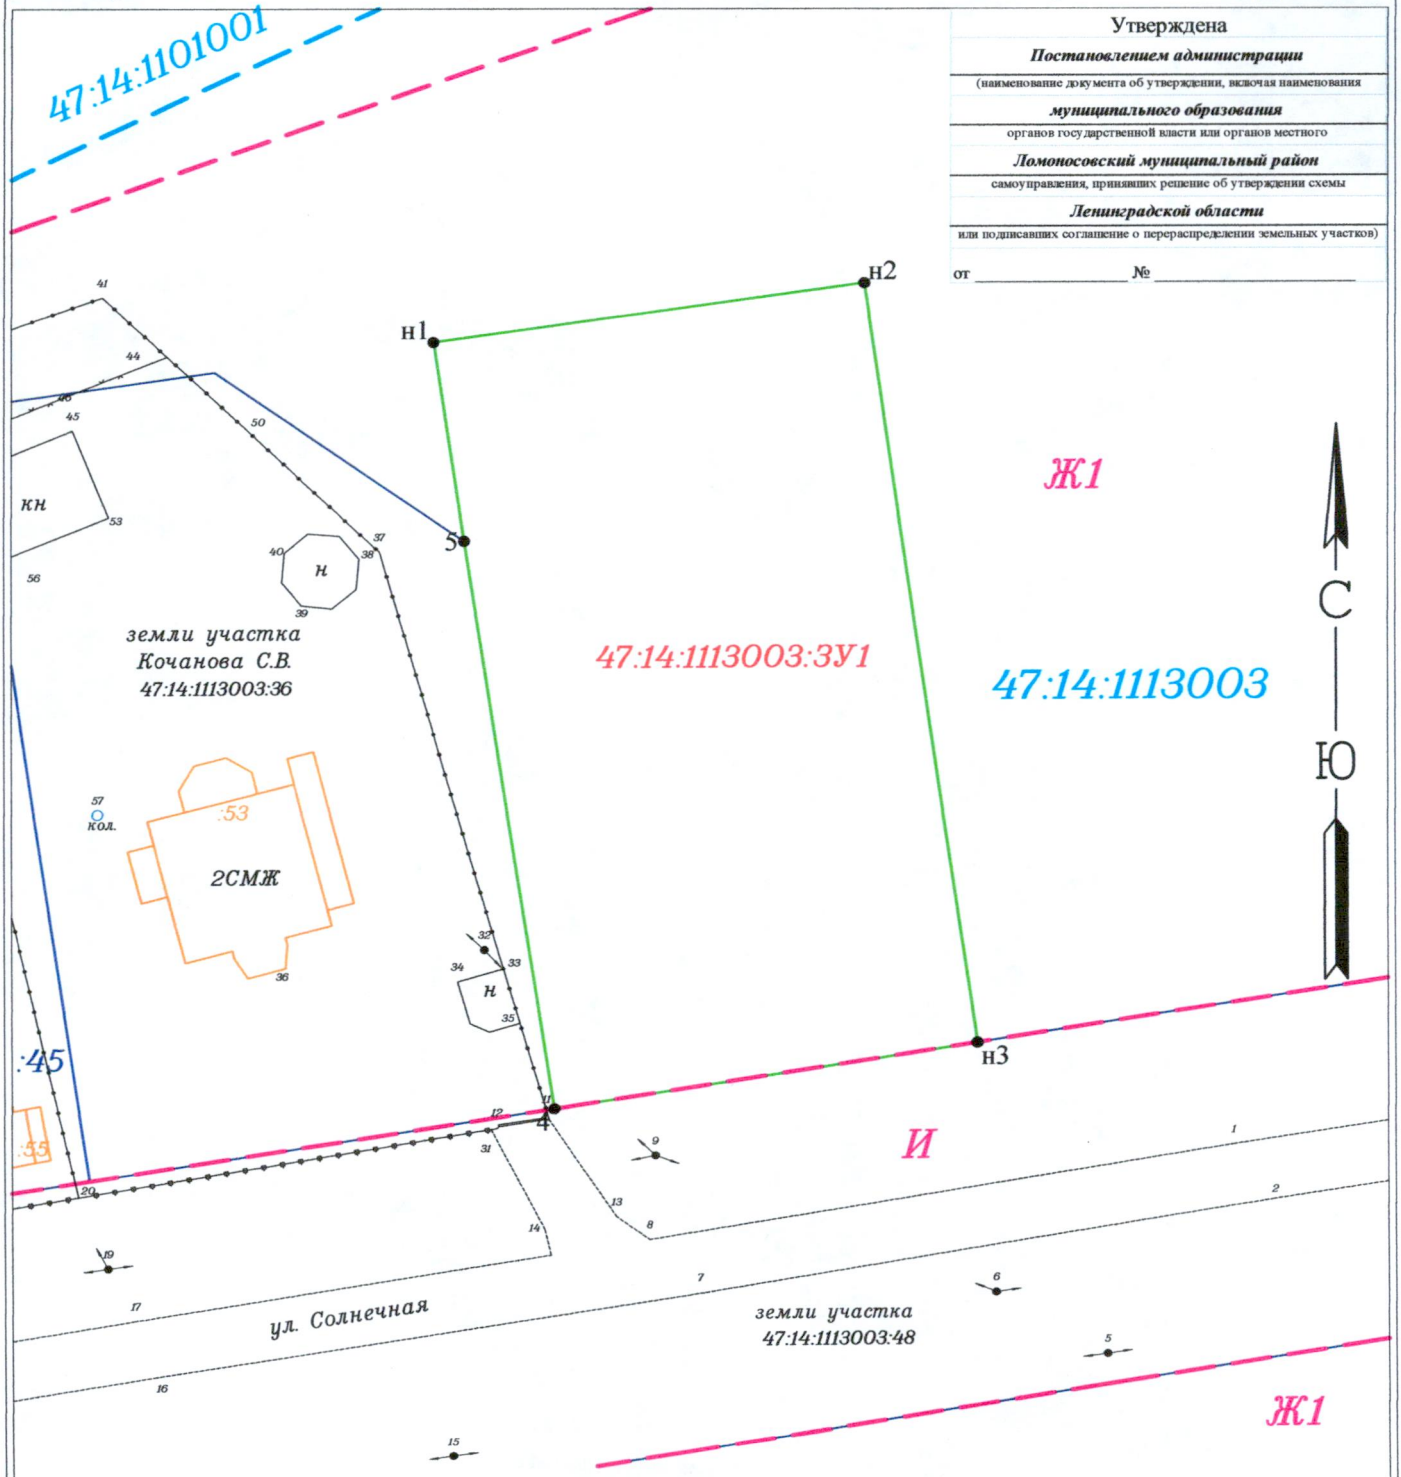 47:14:1101001
Утверждена
Постановлением администрации
(наименование документа об утверждении, включая наименования
муниципального образования
органов государственной власти или органов местного
Ломоносовский муниципальный район
самоуправления, принявших решение об утверждении схемы
Ленинградской области
или подписавших соглашение о перераспределении земельных участков)
от №
н2
41
н1
44
46
45
50
Ж1
кн
53
37
5
40
38
н
56
39
С
земли участка
Кочанова С.В.
47:14:1113003:36
47:14:1113003:ЗУ1
47:14:1113003
Ю
57
кол.
:53
2СМЖ
32
33
34
36
н
35
:45
н3
11
12
4
31
:55
9
И
1
20
2
13
8
14
19
7
6
17
ул. Солнечная
земли участка
47:14:1113003:48
5
16
Ж1
15